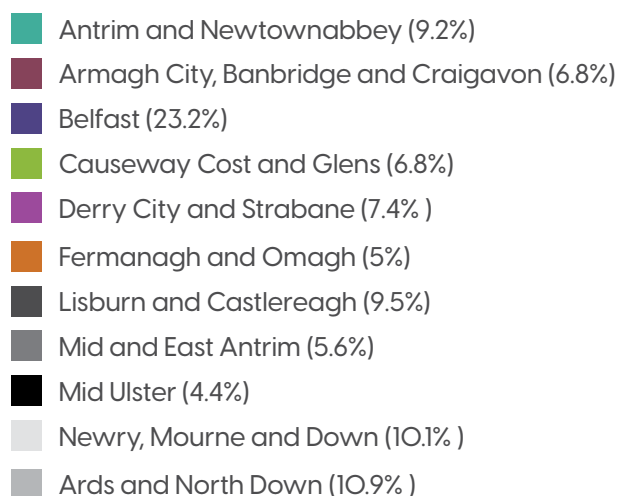 Antrim and Newtownabbey (9.2%)
Armagh City, Banbridge and Craigavon (6.8%)
Belfast (23.2%)
Causeway Cost and Glens (6.8%)
Derry City and Strabane (7.4% )
Fermanagh and Omagh (5%)
Lisburn and Castlereagh (9.5%)
Mid and East Antrim (5.6%)
Mid Ulster (4.4%)
Newry, Mourne and Down (10.1% )
Ards and North Down (10.9% )